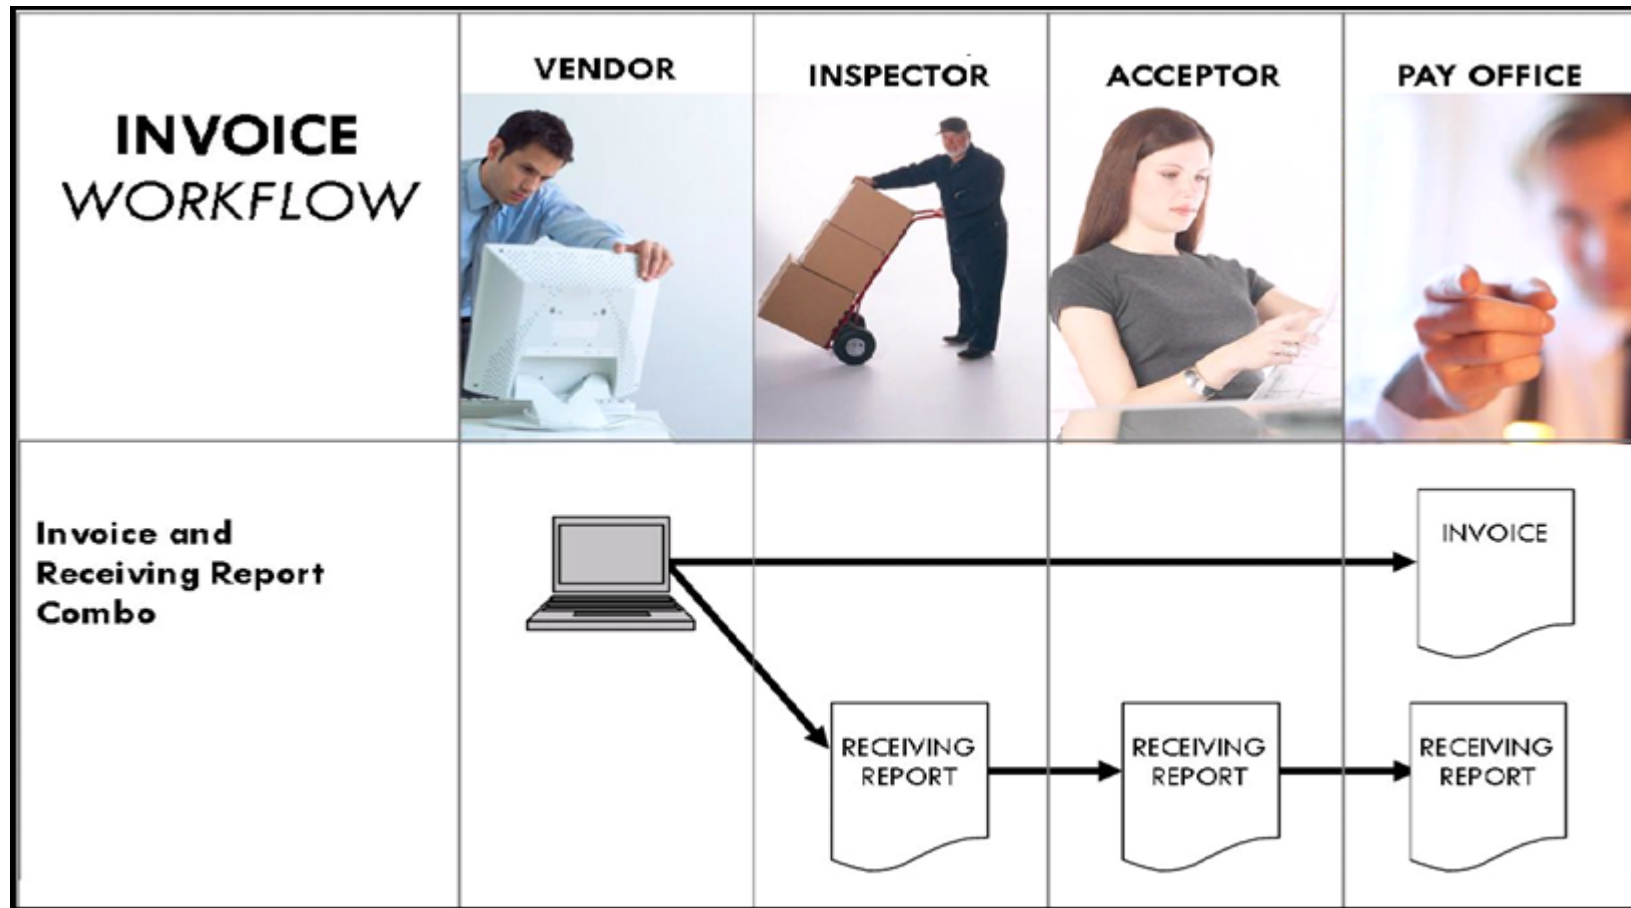 INVOICE
WORKFLOW
VENDOR
INSPECTOR
ACCEPTOR
PAY OFFICE
Invoice and
Receiving Report
Combo
INVOICE
RECEIVING
REPORT
RECEIVING
REPORT
RECEIVING
REPORT